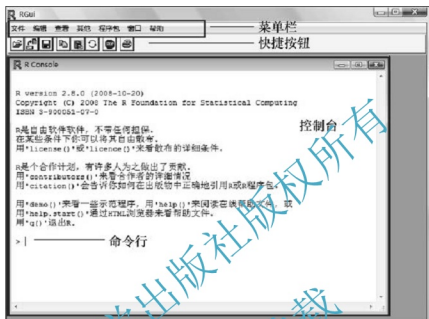 RGui
文件 编辑 查看 其他 程序包 窗口 帮助
菜单栏
快捷按钮
R Console
R version 2.8.0 (2008-10-20)
Copyright (C) 2008 The R Foundation for Statistical Computing
ISBN 3-900051-07-0
控制台
R是自由软件软件，不带任何担保。
在某些条件下你可以将其自由散布。
用'license()'或'licence()'来看散布的详细条件。
R是个合作计划，有许多人为之做出了贡献。
用'contributors()'来看合作者的详细情况
用'citation()'会告诉你如何在出版物中正确地引用R或R程序包。
用'demo()'来看一些示范程序，用'help()'来阅读在线帮助文件，或
用'help.start()'通过HTML浏览器来看帮助文件。
用'q()'退出R。
>
命令行
出版社版权所有
载